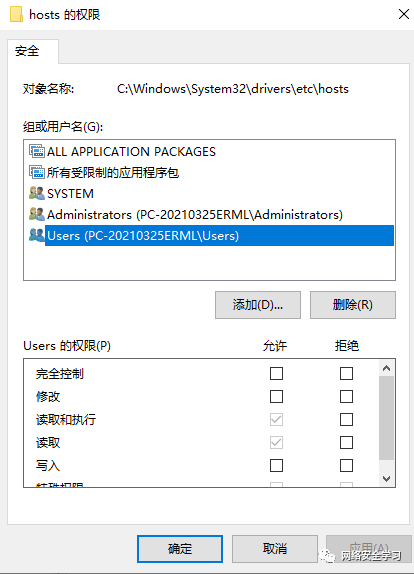 hosts 的权限
安全
对象名称: C:\Windows\System32\drivers\etc\hosts
组或用户名(G):
ALL APPLICATION PACKAGES
所有受限制的应用程序包
SYSTEM
Administrators (PC-20210325ERML\Administrators)
Users (PC-20210325ERML\Users)
添加(D)... 删除(R)
Users 的权限(P) 允许 拒绝
完全控制
修改
读取和执行
读取
写入
特殊权限
确定 取消 应用(A)
网络安全学习